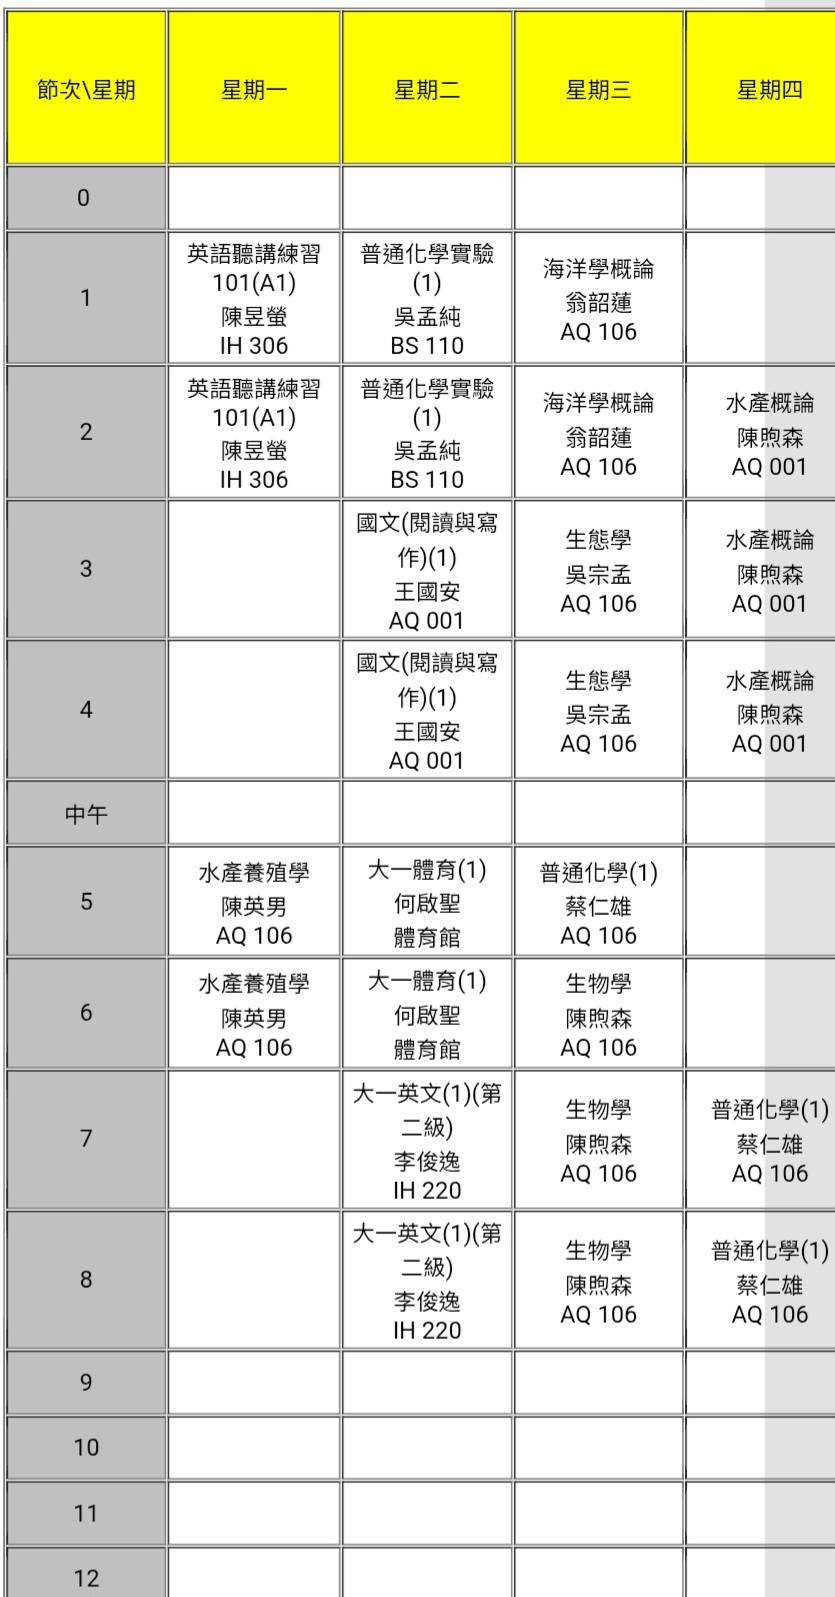 節次\星期 星期一 星期二 星期三 星期四
0
1
英語聽講練習
101(A1)
陳昱螢
IH 306
普通化學實驗
(1)
吳孟純
BS 110
海洋學概論
翁韶蓮
AQ 106
2
英語聽講練習
101(A1)
陳昱螢
IH 306
普通化學實驗
(1)
吳孟純
BS 110
海洋學概論
翁韶蓮
AQ 106
水產概論
陳煦森
AQ 001
3
國文(閱讀與寫
作)(1)
王國安
AQ 001
生態學
吳宗孟
AQ 106
水產概論
陳煦森
AQ 001
4
國文(閱讀與寫
作)(1)
王國安
AQ 001
生態學
吳宗孟
AQ 106
水產概論
陳煦森
AQ 001
中午
5
水產養殖學
陳英男
AQ 106
大一體育(1)
何啟聖
體育館
普通化學(1)
蔡仁雄
AQ 106
6
水產養殖學
陳英男
AQ 106
大一體育(1)
何啟聖
體育館
生物學
陳煦森
AQ 106
7
大一英文(1)(第
二級)
李俊逸
IH 220
生物學
陳煦森
AQ 106
普通化學(1)
蔡仁雄
AQ 106
8
大一英文(1)(第
二級)
李俊逸
IH 220
生物學
陳煦森
AQ 106
普通化學(1)
蔡仁雄
AQ 106
9
10
11
12